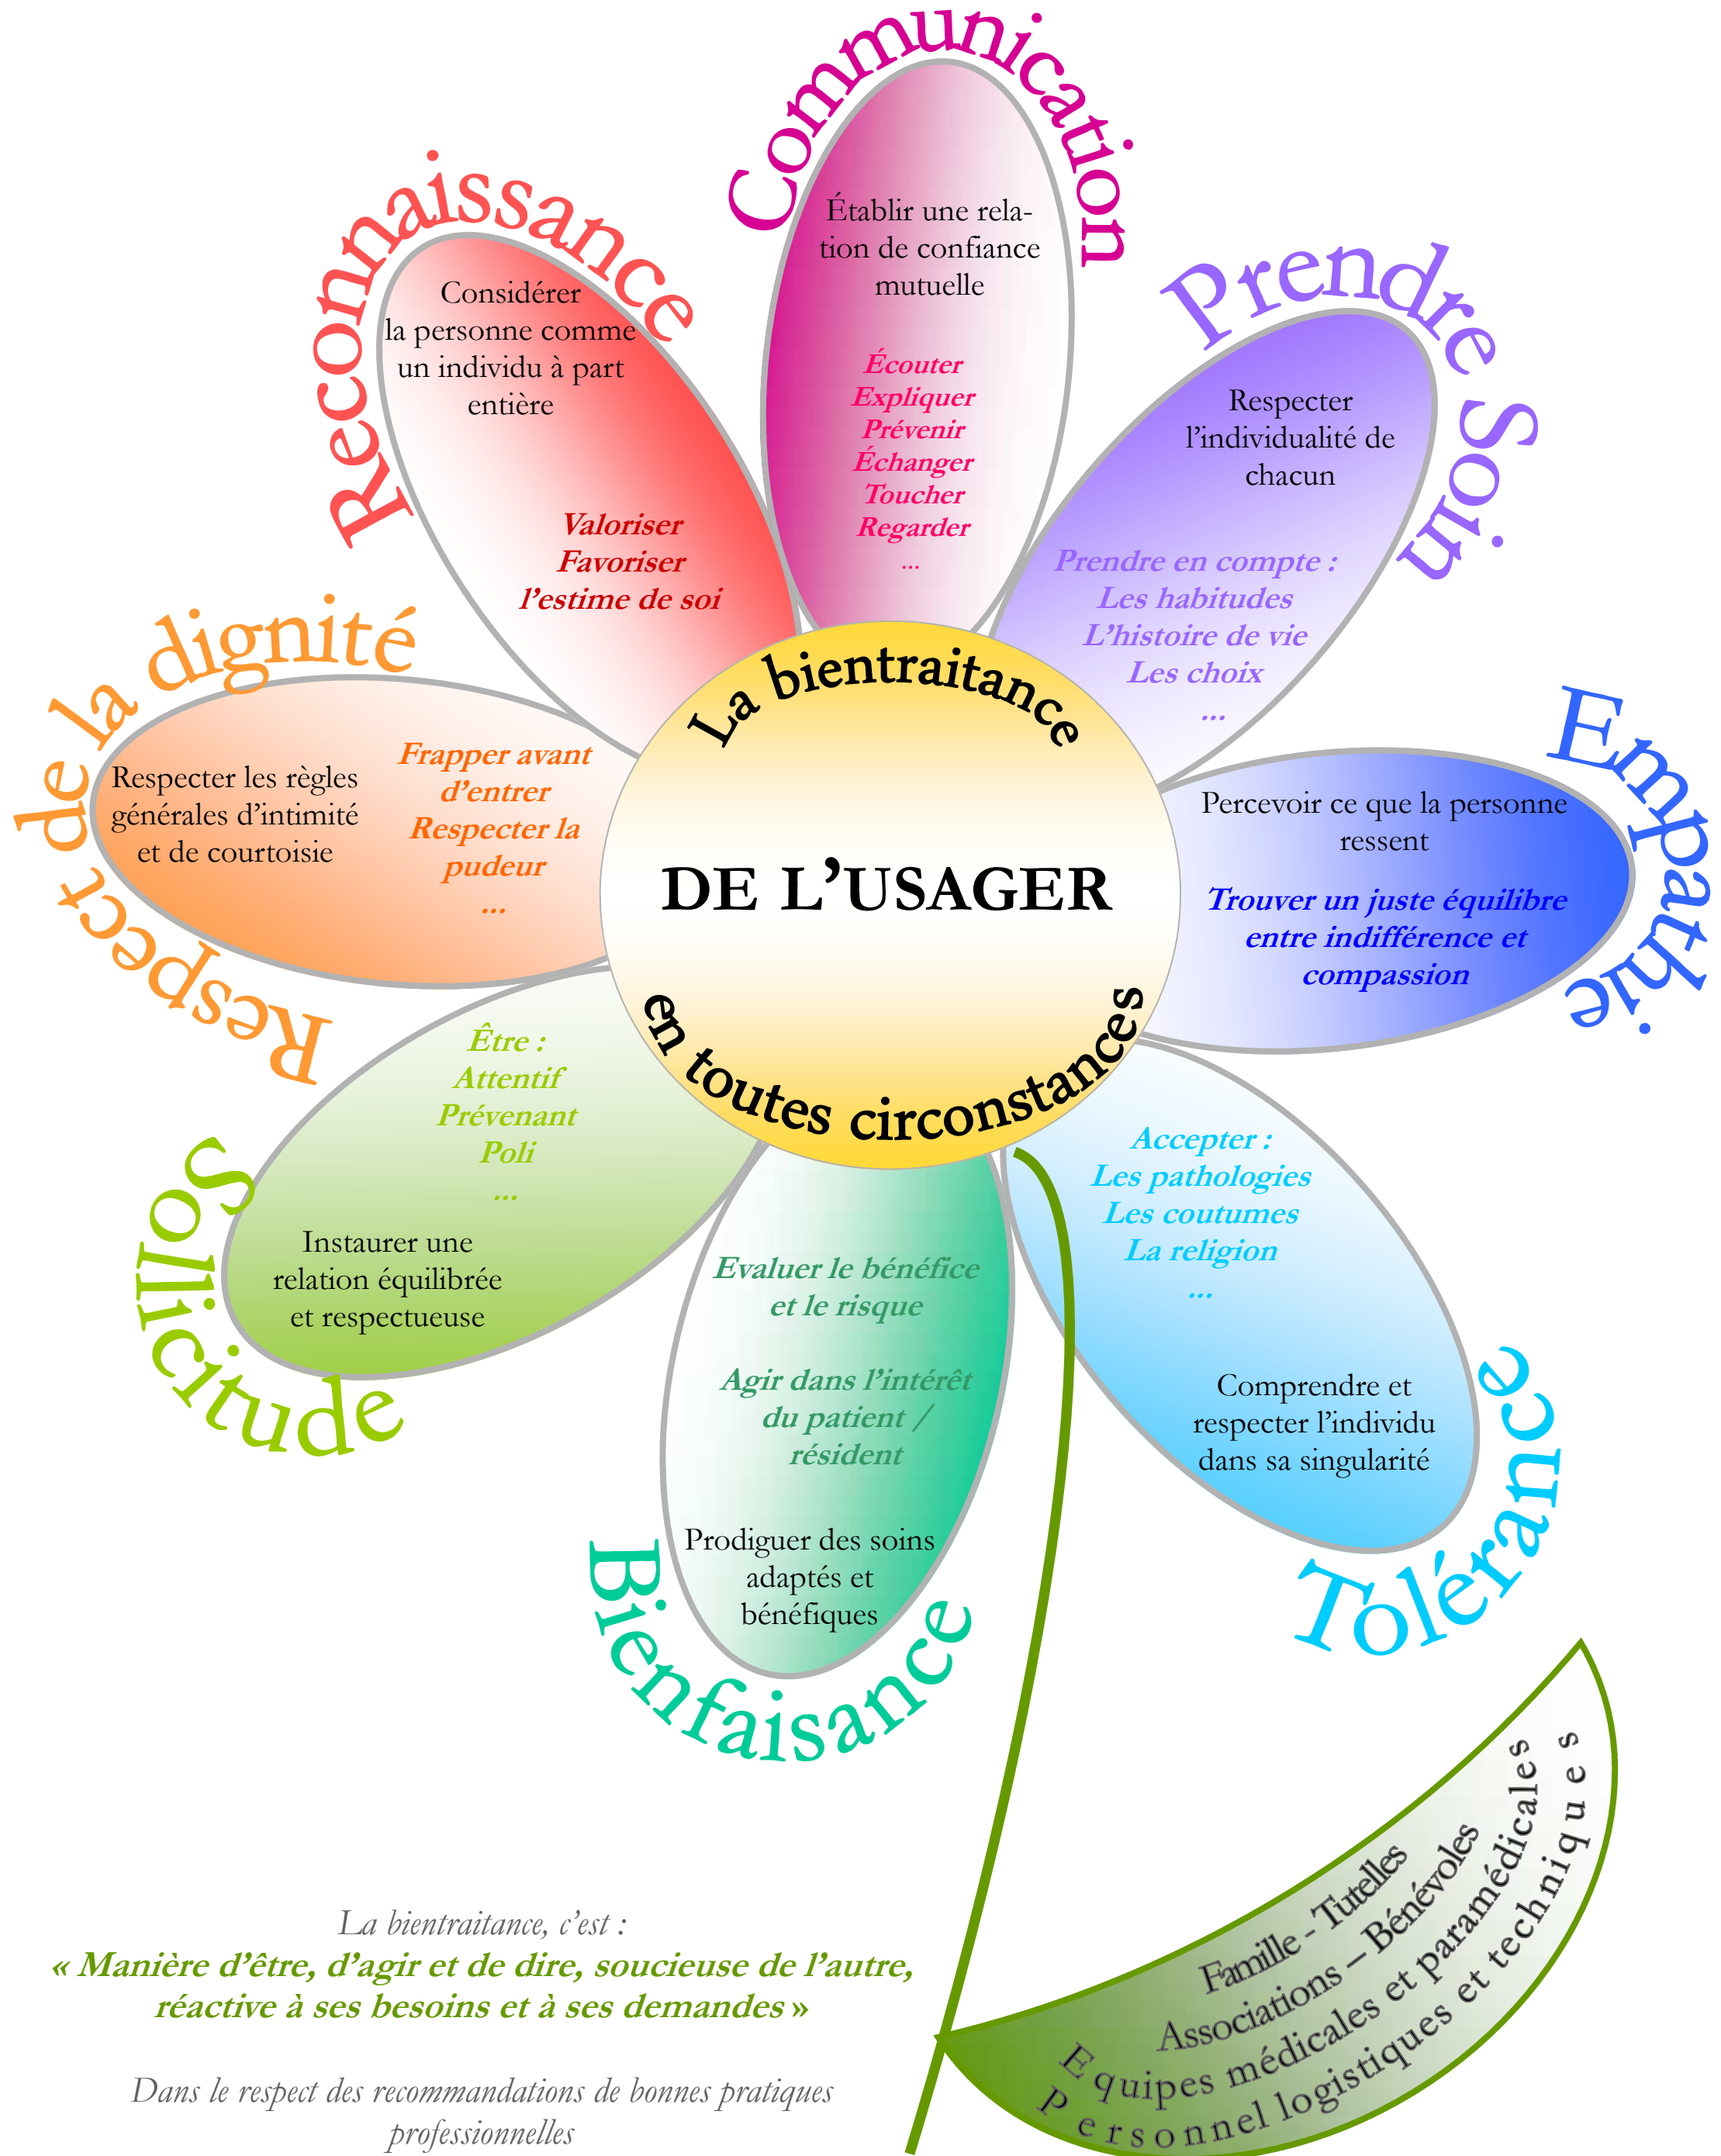 Communication
Établir une rela-
tion de confiance
mutuelle
Écouter
Expliquer
Prévenir
Échanger
Toucher
Regarder
...
Prendre Soin
Respecter
l'individualité de
chacun
Prendre en compte :
Les habitudes
L'histoire de vie
Les choix
...
Empathie
Percevoir ce que la personne
ressent
Trouver un juste équilibre
entre indifférence et
compassion
Tolérance
Accepter :
Les pathologies
Les coutumes
La religion
...
Comprendre et
respecter l'individu
dans sa singularité
Bienfaisance
Evaluer le bénéfice
et le risque
Agir dans l'intérêt
du patient /
résident
Prodiguer des soins
adaptés et
bénéfiques
Sollicitude
Être :
Attentif
Prévenant
Poli
...
Instaurer une
relation équilibrée
et respectueuse
Respect de la dignité
Respecter les règles
générales d'intimité
et de courtoisie
Frapper avant
d'entrer
Respecter la
pudeur
...
Reconnaissance
Considérer
la personne comme
un individu à part
entière
Valoriser
Favoriser
l'estime de soi
La bientraitance
DE L'USAGER
en toutes circonstances
Famille - Tutelles
Associations – Bénévoles
Equipes médicales et paramédicales
Personnel logistiques et techniques
La bientraitance, c'est :
« Manière d'être, d'agir et de dire, soucieuse de l'autre,
réactive à ses besoins et à ses demandes »
Dans le respect des recommandations de bonnes pratiques
professionnelles